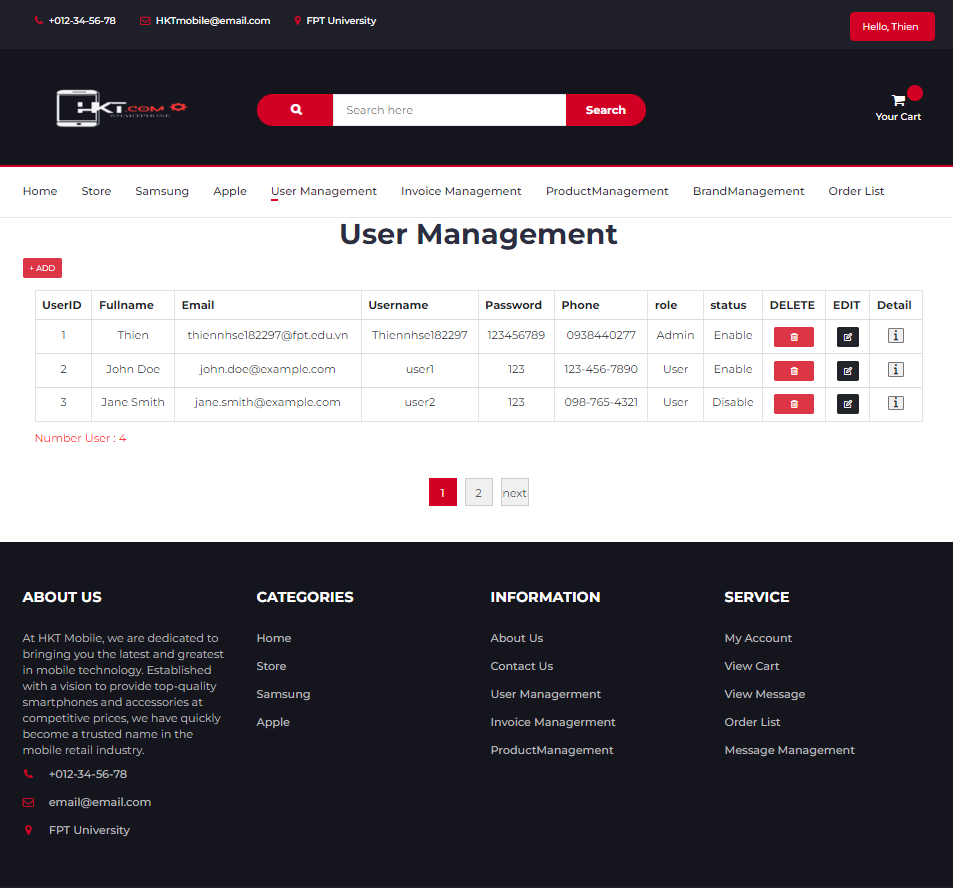 +012-34-56-78 HKTmobile@email.com FPT University Hello, Thien
HKT.COM
SMARTPHONE
Search here Search
Your Cart
Home Store Samsung Apple User Management Invoice Management ProductManagement BrandManagement Order List
User Management
+ ADD
UserID Fullname Email Username Password Phone role status DELETE EDIT Detail
1 Thien thiennhse182297@fpt.edu.vn Thiennhse182297 123456789 0938440277 Admin Enable
2 John Doe john.doe@example.com user1 123 123-456-7890 User Enable
3 Jane Smith jane.smith@example.com user2 123 098-765-4321 User Disable
Number User : 4
1 2 next
ABOUT US CATEGORIES INFORMATION SERVICE
At HKT Mobile, we are dedicated to
bringing you the latest and greatest
in mobile technology. Established
with a vision to provide top-quality
smartphones and accessories at
competitive prices, we have quickly
become a trusted name in the
mobile retail industry.
+012-34-56-78
email@email.com
FPT University
Home
Store
Samsung
Apple
About Us
Contact Us
User Managerment
Invoice Managerment
ProductManagement
My Account
View Cart
View Message
Order List
Message Management